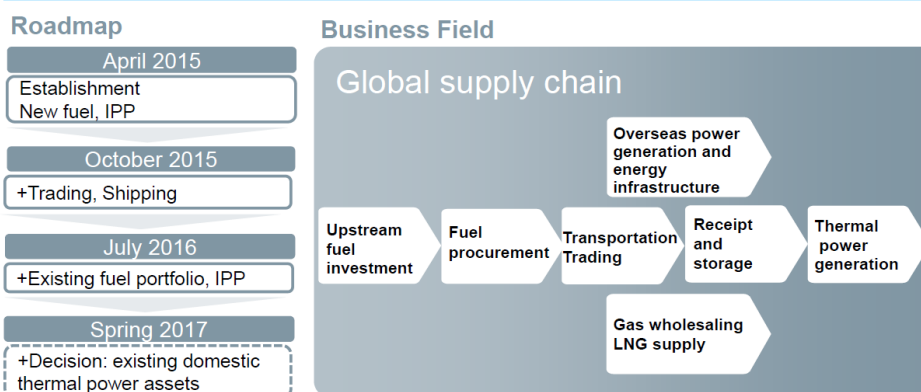 Roadmap
April 2015
Establishment
New fuel, IPP
October 2015
+Trading, Shipping
July 2016
+Existing fuel portfolio, IPP
Spring 2017
+Decision: existing domestic
thermal power assets
Business Field
Global supply chain
Overseas power
generation and
energy
infrastructure
Upstream
fuel
investment
Fuel
procurement
Transportation
Trading
Receipt
and
storage
Thermal
power
generation
Gas wholesaling
LNG supply